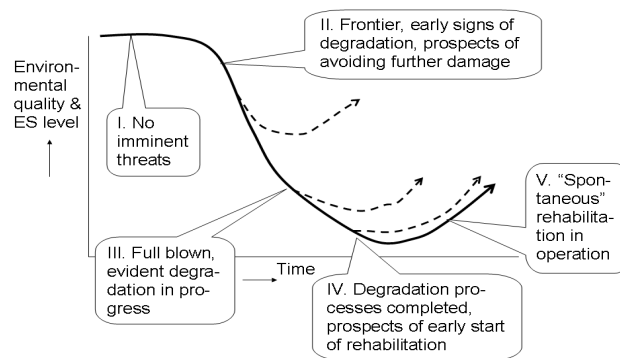 II. Frontier, early signs of
degradation, prospects of
avoiding further damage
Environ-
mental
quality &
ES level
I. No
imminent
threats
V. “Spon-
taneous”
rehabilita-
tion in
operation
III. Full blown,
evident degra-
dation in pro-
gress
Time
IV. Degradation pro-
cesses completed,
prospects of early start
of rehabilitation